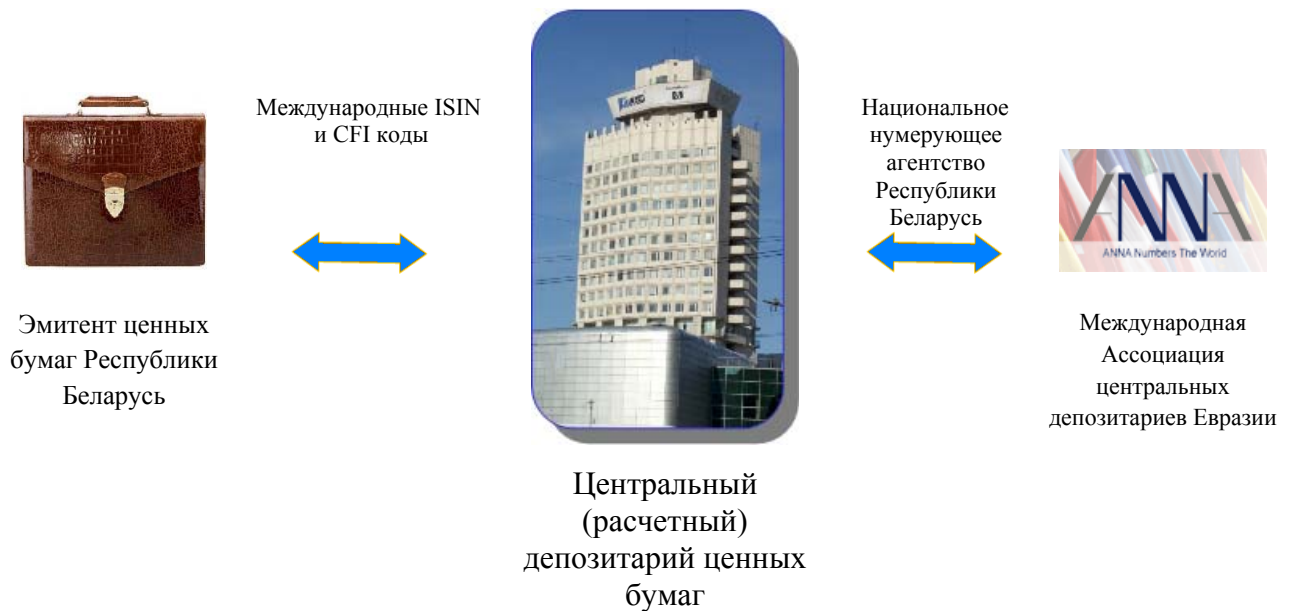 Международные ISIN
и CFI коды
Эмитент ценных
бумаг Республики
Беларусь
Центральный
(расчетный)
депозитарий ценных
бумаг
Национальное
нумерующее
агентство
Республики
Беларусь
ANNA
ANNA Numbers The World
Международная
Ассоциация
центральных
депозитариев Евразии